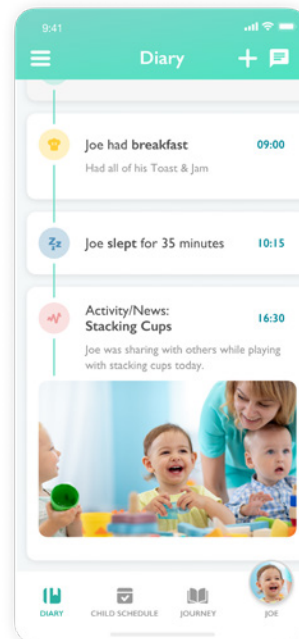 9:41
Diary
Joe had breakfast 09:00
Had all of his Toast & Jam
Zzz
Joe slept for 35 minutes 10:15
Activity/News:
Stacking Cups 16:30
Joe was sharing with others while playing
with stacking cups today.
DIARY CHILD SCHEDULE JOURNEY JOE